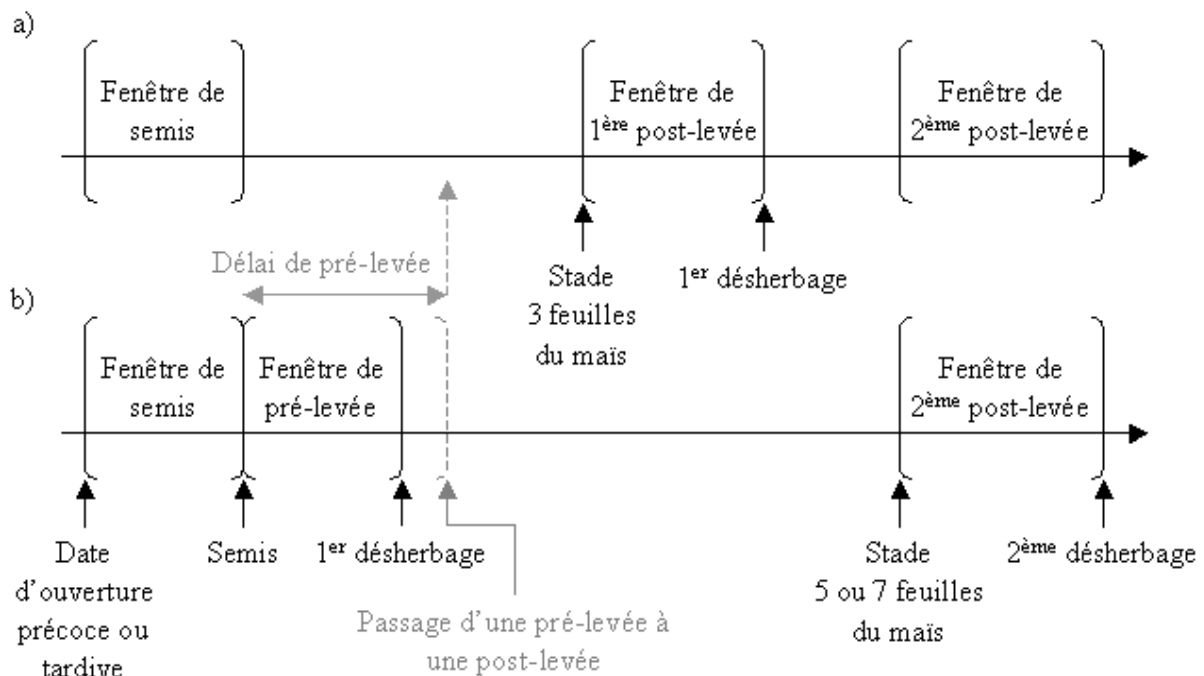 a)
Fenêtre de
semis
Fenêtre de
1ère post-levée
Fenêtre de
2ème post-levée
Délai de pré-levée
Stade
3 feuilles
du maïs
1er désherbage
b)
Fenêtre de
semis
Fenêtre de
pré-levée
Fenêtre de
2ème post-levée
Date
d'ouverture
précoce ou
tardive
Semis
1er désherbage
Passage d'une pré-levée à
une post-levée
Stade
5 ou 7 feuilles
du maïs
2ème désherbage